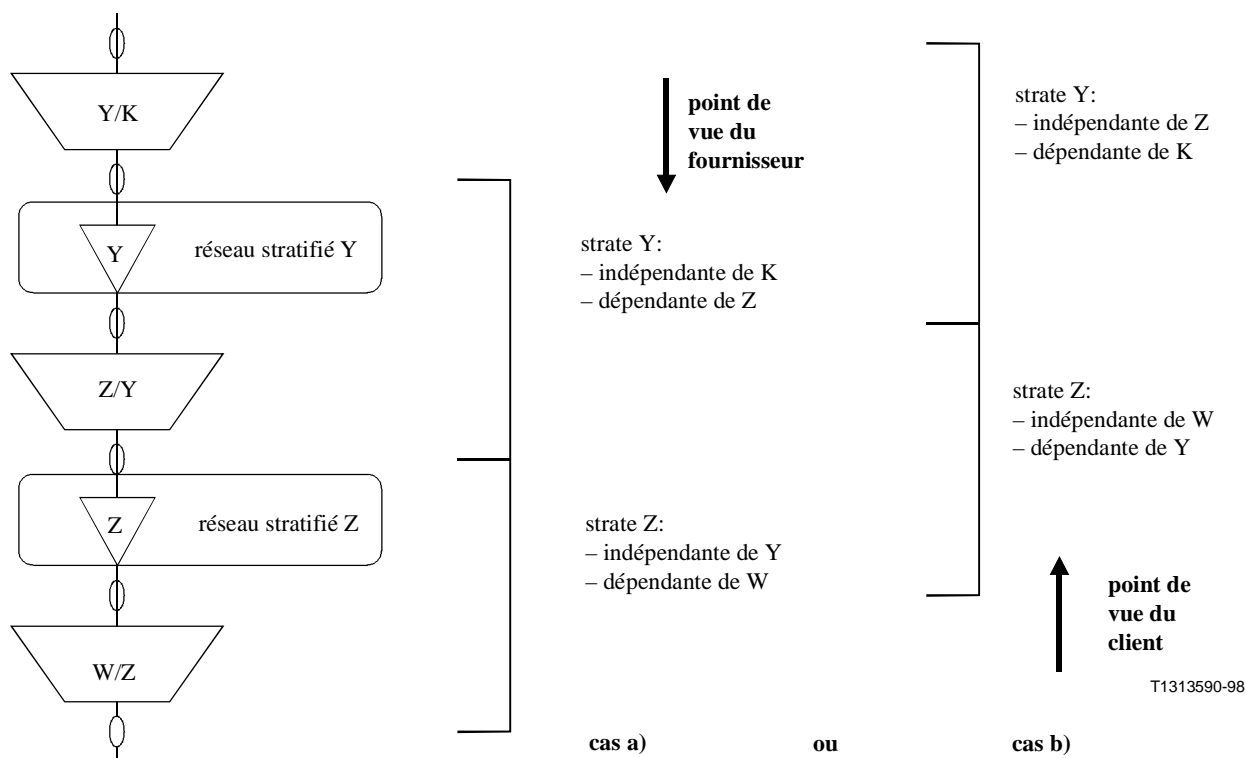 Y/K
Y
réseau stratifié Y
Z/Y
Z
réseau stratifié Z
W/Z
point de
vue du
fournisseur
strate Y:
– indépendante de K
– dépendante de Z
strate Z:
– indépendante de Y
– dépendante de W
strate Y:
– indépendante de Z
– dépendante de K
strate Z:
– indépendante de W
– dépendante de Y
point de
vue du
client
T1313590-98
cas a) ou cas b)